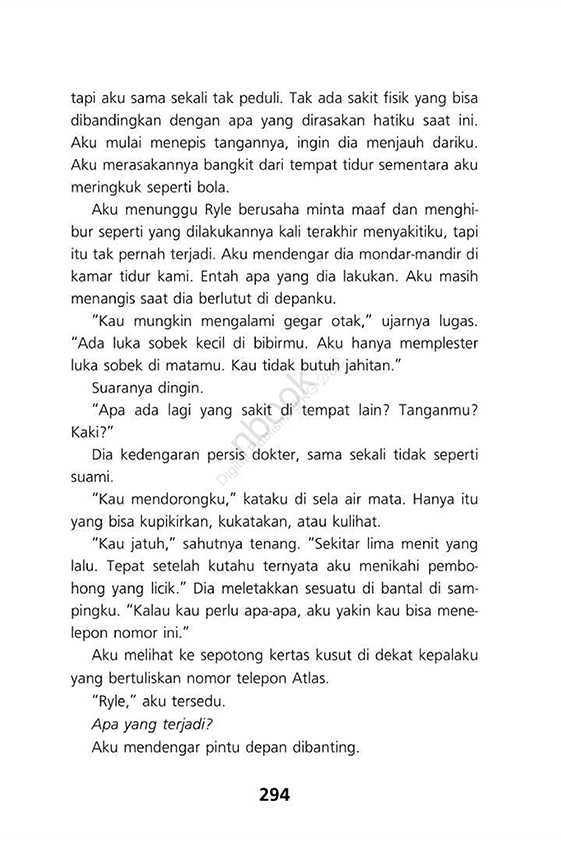 tapi aku sama sekali tak peduli. Tak ada sakit fisik yang bisa
dibandingkan dengan apa yang dirasakan hatiku saat ini.
Aku mulai menepis tangannya, ingin dia menjauh dariku.
Aku merasakannya bangkit dari tempat tidur sementara aku
meringkuk seperti bola.
Aku menunggu Ryle berusaha minta maaf dan menghi-
bur seperti yang dilakukannya kali terakhir menyakitiku, tapi
itu tak pernah terjadi. Aku mendengar dia mondar-mandir di
kamar tidur kami. Entah apa yang dia lakukan. Aku masih
menangis saat dia berlutut di depanku.
"Kau mungkin mengalami gegar otak," ujarnya lugas.
"Ada luka sobek kecil di bibirmu. Aku hanya memplester
luka sobek di matamu. Kau tidak butuh jahitan."
Suaranya dingin.
"Apa ada lagi yang sakit di tempat lain? Tanganmu?
Kaki?"
Dia kedengaran persis dokter, sama sekali tidak seperti
suami.
"Kau mendorongku," kataku di sela air mata. Hanya itu
yang bisa kupikirkan, kukatakan, atau kulihat.
"Kau jatuh," sahutnya tenang. "Sekitar lima menit yang
lalu. Tepat setelah kutahu ternyata aku menikahi pembo-
hong yang licik." Dia meletakkan sesuatu di bantal di sam-
pingku. "Kalau kau perlu apa-apa, aku yakin kau bisa mene-
lepon nomor ini."
Aku melihat ke sepotong kertas kusut di dekat kepalaku
yang bertuliskan nomor telepon Atlas.
"Ryle," aku tersedu.
Apa yang terjadi?
Aku mendengar pintu depan dibanting.
294